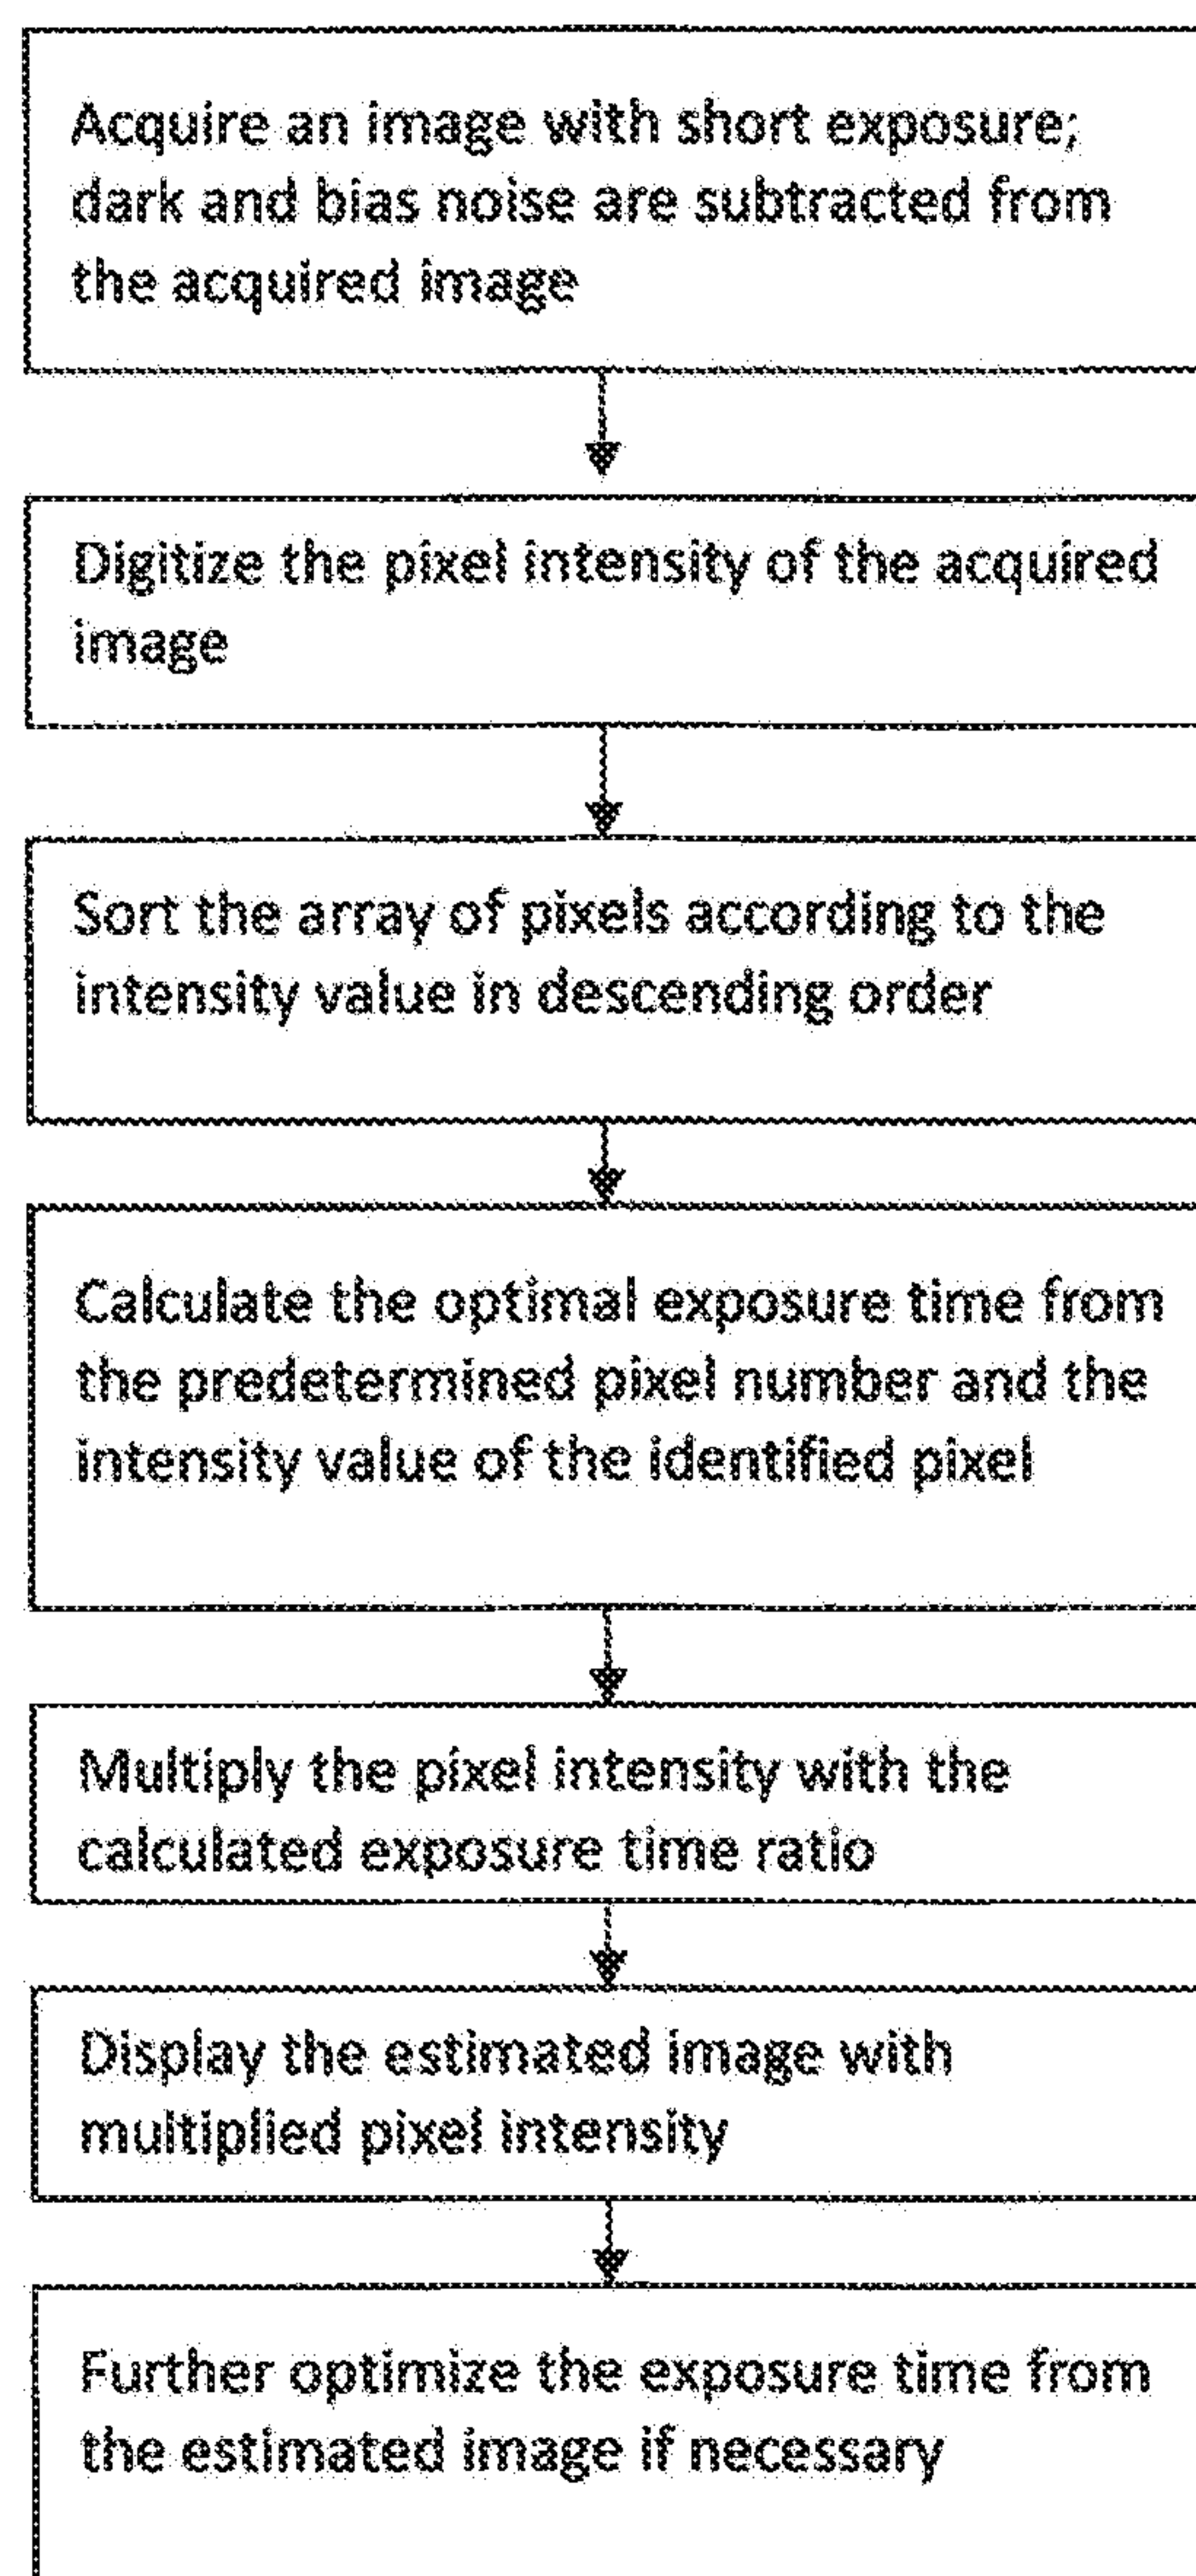 Acquire an image with short exposure;
dark and bias noise are subtracted from
the acquired image
Digitize the pixel intensity of the acquired
image
Sort the array of pixels according to the
intensity value in descending order
Calculate the optimal exposure time from
the predetermined pixel number and the
intensity value of the identified pixel
Multiply the pixel intensity with the
calculated exposure time ratio
Display the estimated image with
multiplied pixel intensity
Further optimize the exposure time from
the estimated image if necessary